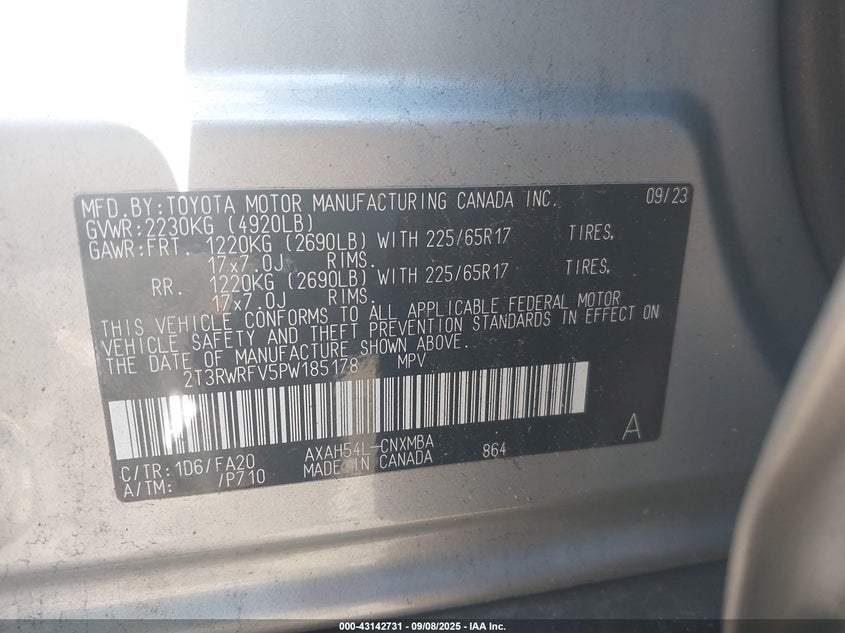 MFD.BY:TOYOTA MOTOR MANUFACTURING CANADA INC. 09/23
GVWR:2230KG (4920LB)
GAWR:FRT. 1220KG (2690LB) WITH 225/65R17 TIRES,
17x7.0J RIMS.
RR. 1220KG (2690LB) WITH 225/65R17 TIRES,
17x7.0J RIMS.
THIS VEHICLE CONFORMS TO ALL APPLICABLE FEDERAL MOTOR
VEHICLE SAFETY AND THEFT PREVENTION STANDARDS IN EFFECT ON
THE DATE OF MANUFACTURE SHOWN ABOVE.
2T3RWRFV5PW185178 MPV
A
C/TR:1D6/FA20 AXAH54L-CNXMBA 864
A/TM: /P710 MADE IN CANADA
000-43142731 - 09/08/2025 - IAA Inc.